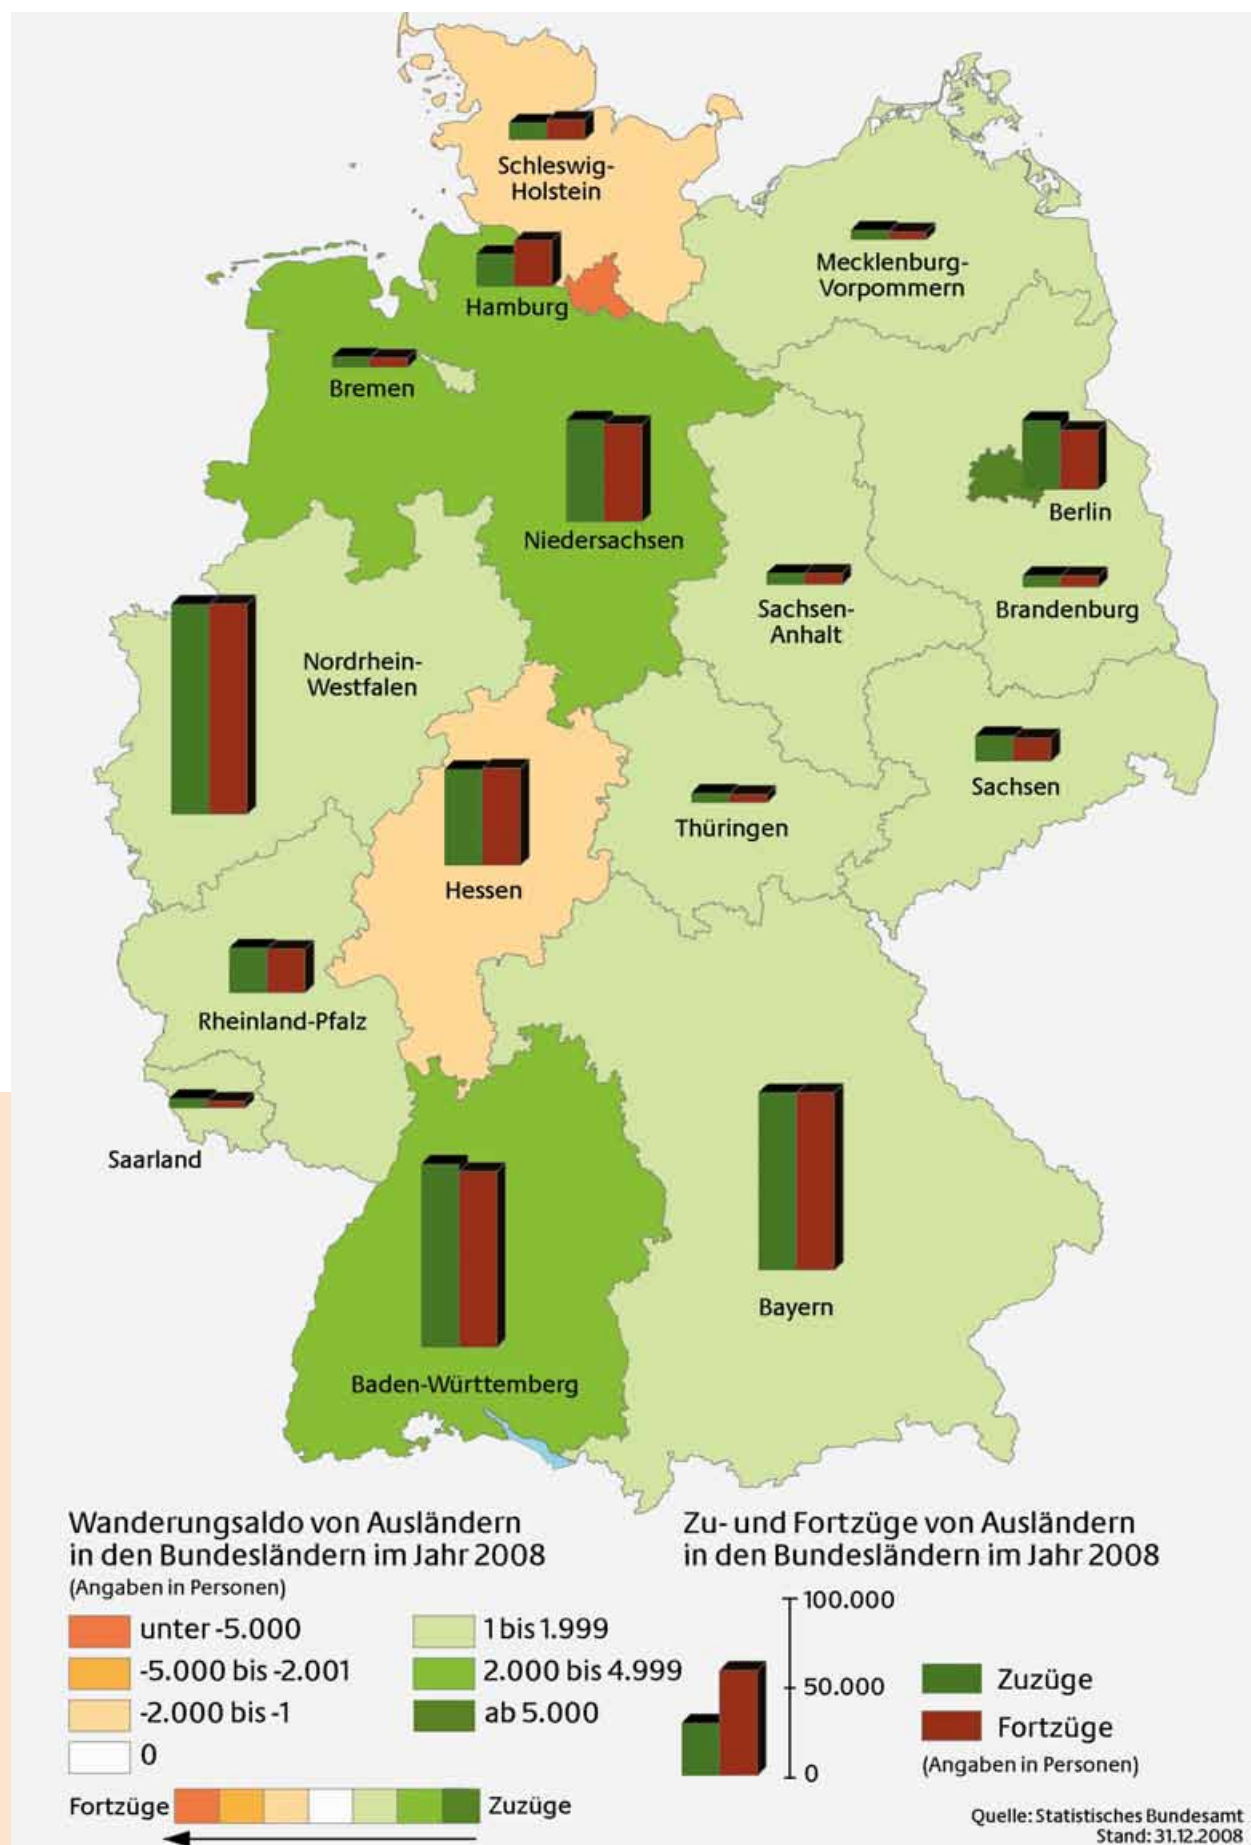 Schleswig-
Holstein
Mecklenburg-
Vorpommern
Hamburg
Bremen
Niedersachsen
Berlin
Sachsen-
Anhalt
Brandenburg
Nordrhein-
Westfalen
Sachsen
Thüringen
Hessen
Rheinland-Pfalz
Saarland
Bayern
Baden-Württemberg
Wanderungsaldo von Ausländern
in den Bundesländern im Jahr 2008
(Angaben in Personen)
unter -5.000
-5.000 bis -2.001
-2.000 bis -1
0
1 bis 1.999
2.000 bis 4.999
ab 5.000
Fortzüge
Zuzüge
Zu- und Fortzüge von Ausländern
in den Bundesländern im Jahr 2008
100.000
50.000
0
Zuzüge
Fortzüge
(Angaben in Personen)
Quelle: Statistisches Bundesamt
Stand: 31.12.2008